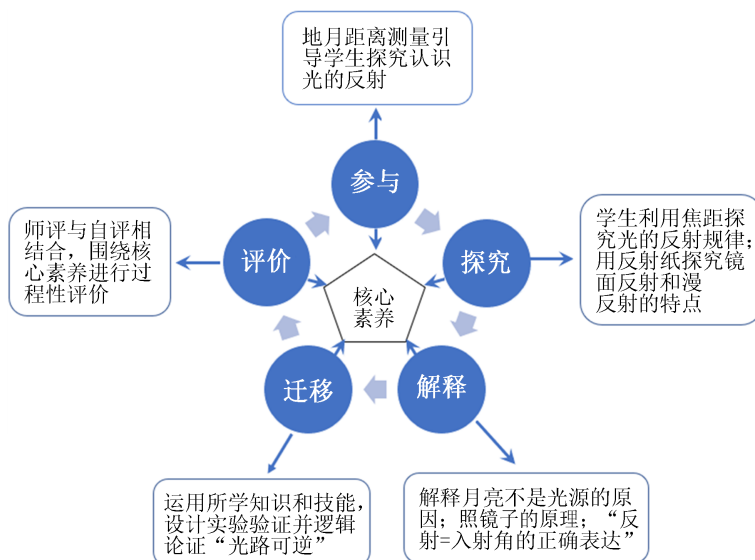 地月距离测量引
导学生探究认识
光的反射
参与
师评与自评相
结合，围绕核
心素养进行过
程性评价
评价
探究
学生利用焦距探
究光的反射规律；
用反射纸探究镜
面反射和漫
反射的特点
核心
素养
迁移
解释
运用所学知识和技能，
设计实验验证并逻辑
论证“光路可逆”
解释月亮不是光源的原
因；照镜子的原理；“反
射=入射角的正确表达”